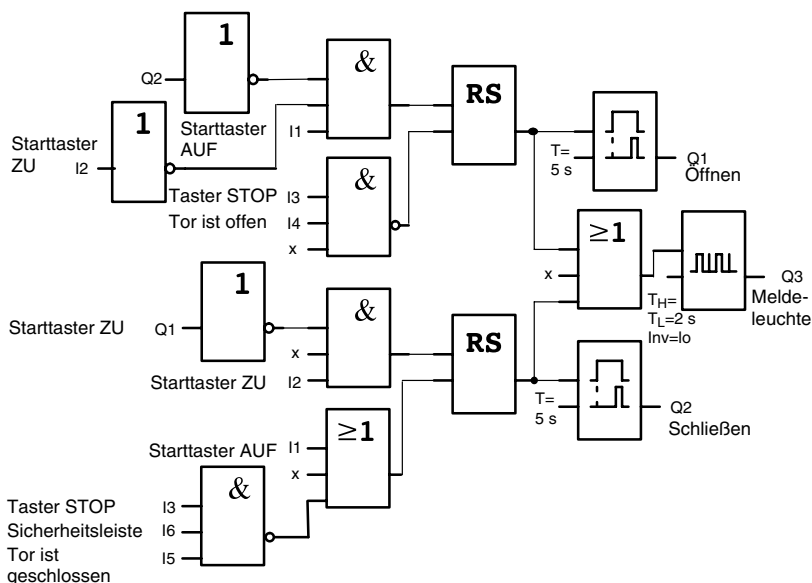 1
Q2
&
1
Starttaster
AUF
Starttaster
ZU
I2
I1
RS
&
Taster STOP
I3
Tor ist offen
I4
x
T=
5 s
Q1
Öffnen
≥1
x
TH=
TL=2 s
Inv=lo
Q3
Melde-
leuchte
1
Starttaster ZU
Q1
&
x
Starttaster ZU
I2
RS
T=
5 s
Q2
Schließen
Starttaster AUF
I1
≥1
x
&
Taster STOP
I3
Sicherheitsleiste
I6
Tor ist
geschlossen
I5